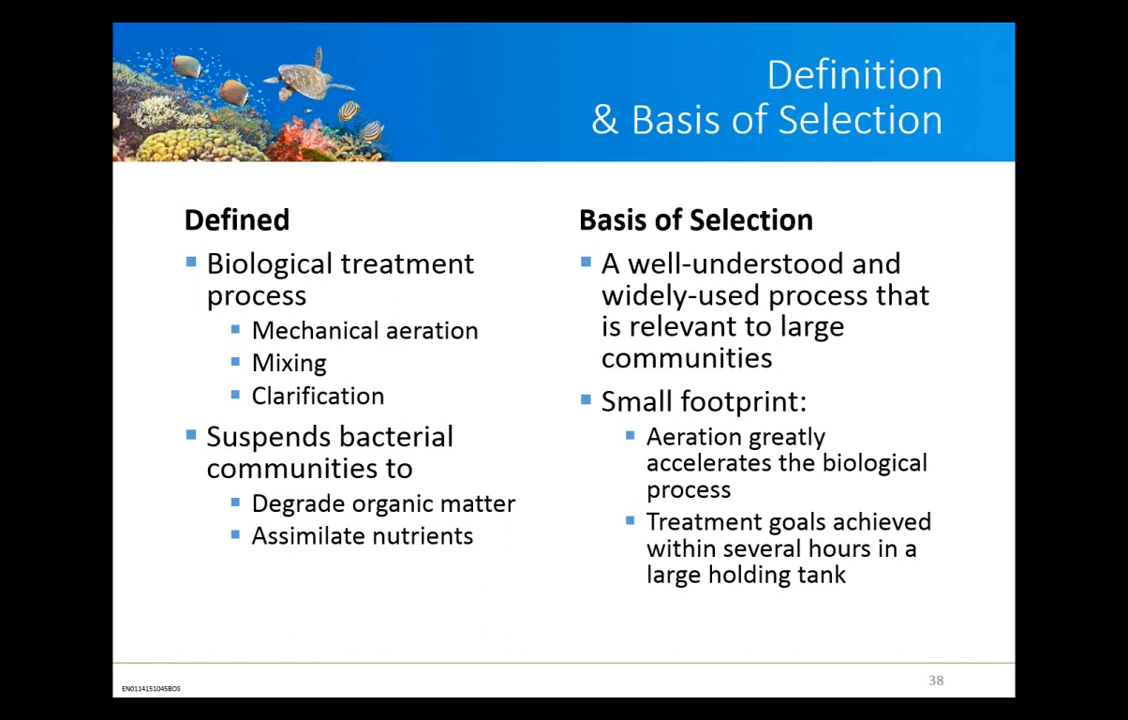 Definition
& Basis of Selection
Defined
Biological treatment
process
Mechanical aeration
Mixing
Clarification
Suspends bacterial
communities to
Degrade organic matter
Assimilate nutrients
Basis of Selection
A well-understood and
widely-used process that
is relevant to large
communities
Small footprint:
Aeration greatly
accelerates the biological
process
Treatment goals achieved
within several hours in a
large holding tank
EN0114151045BOS
38